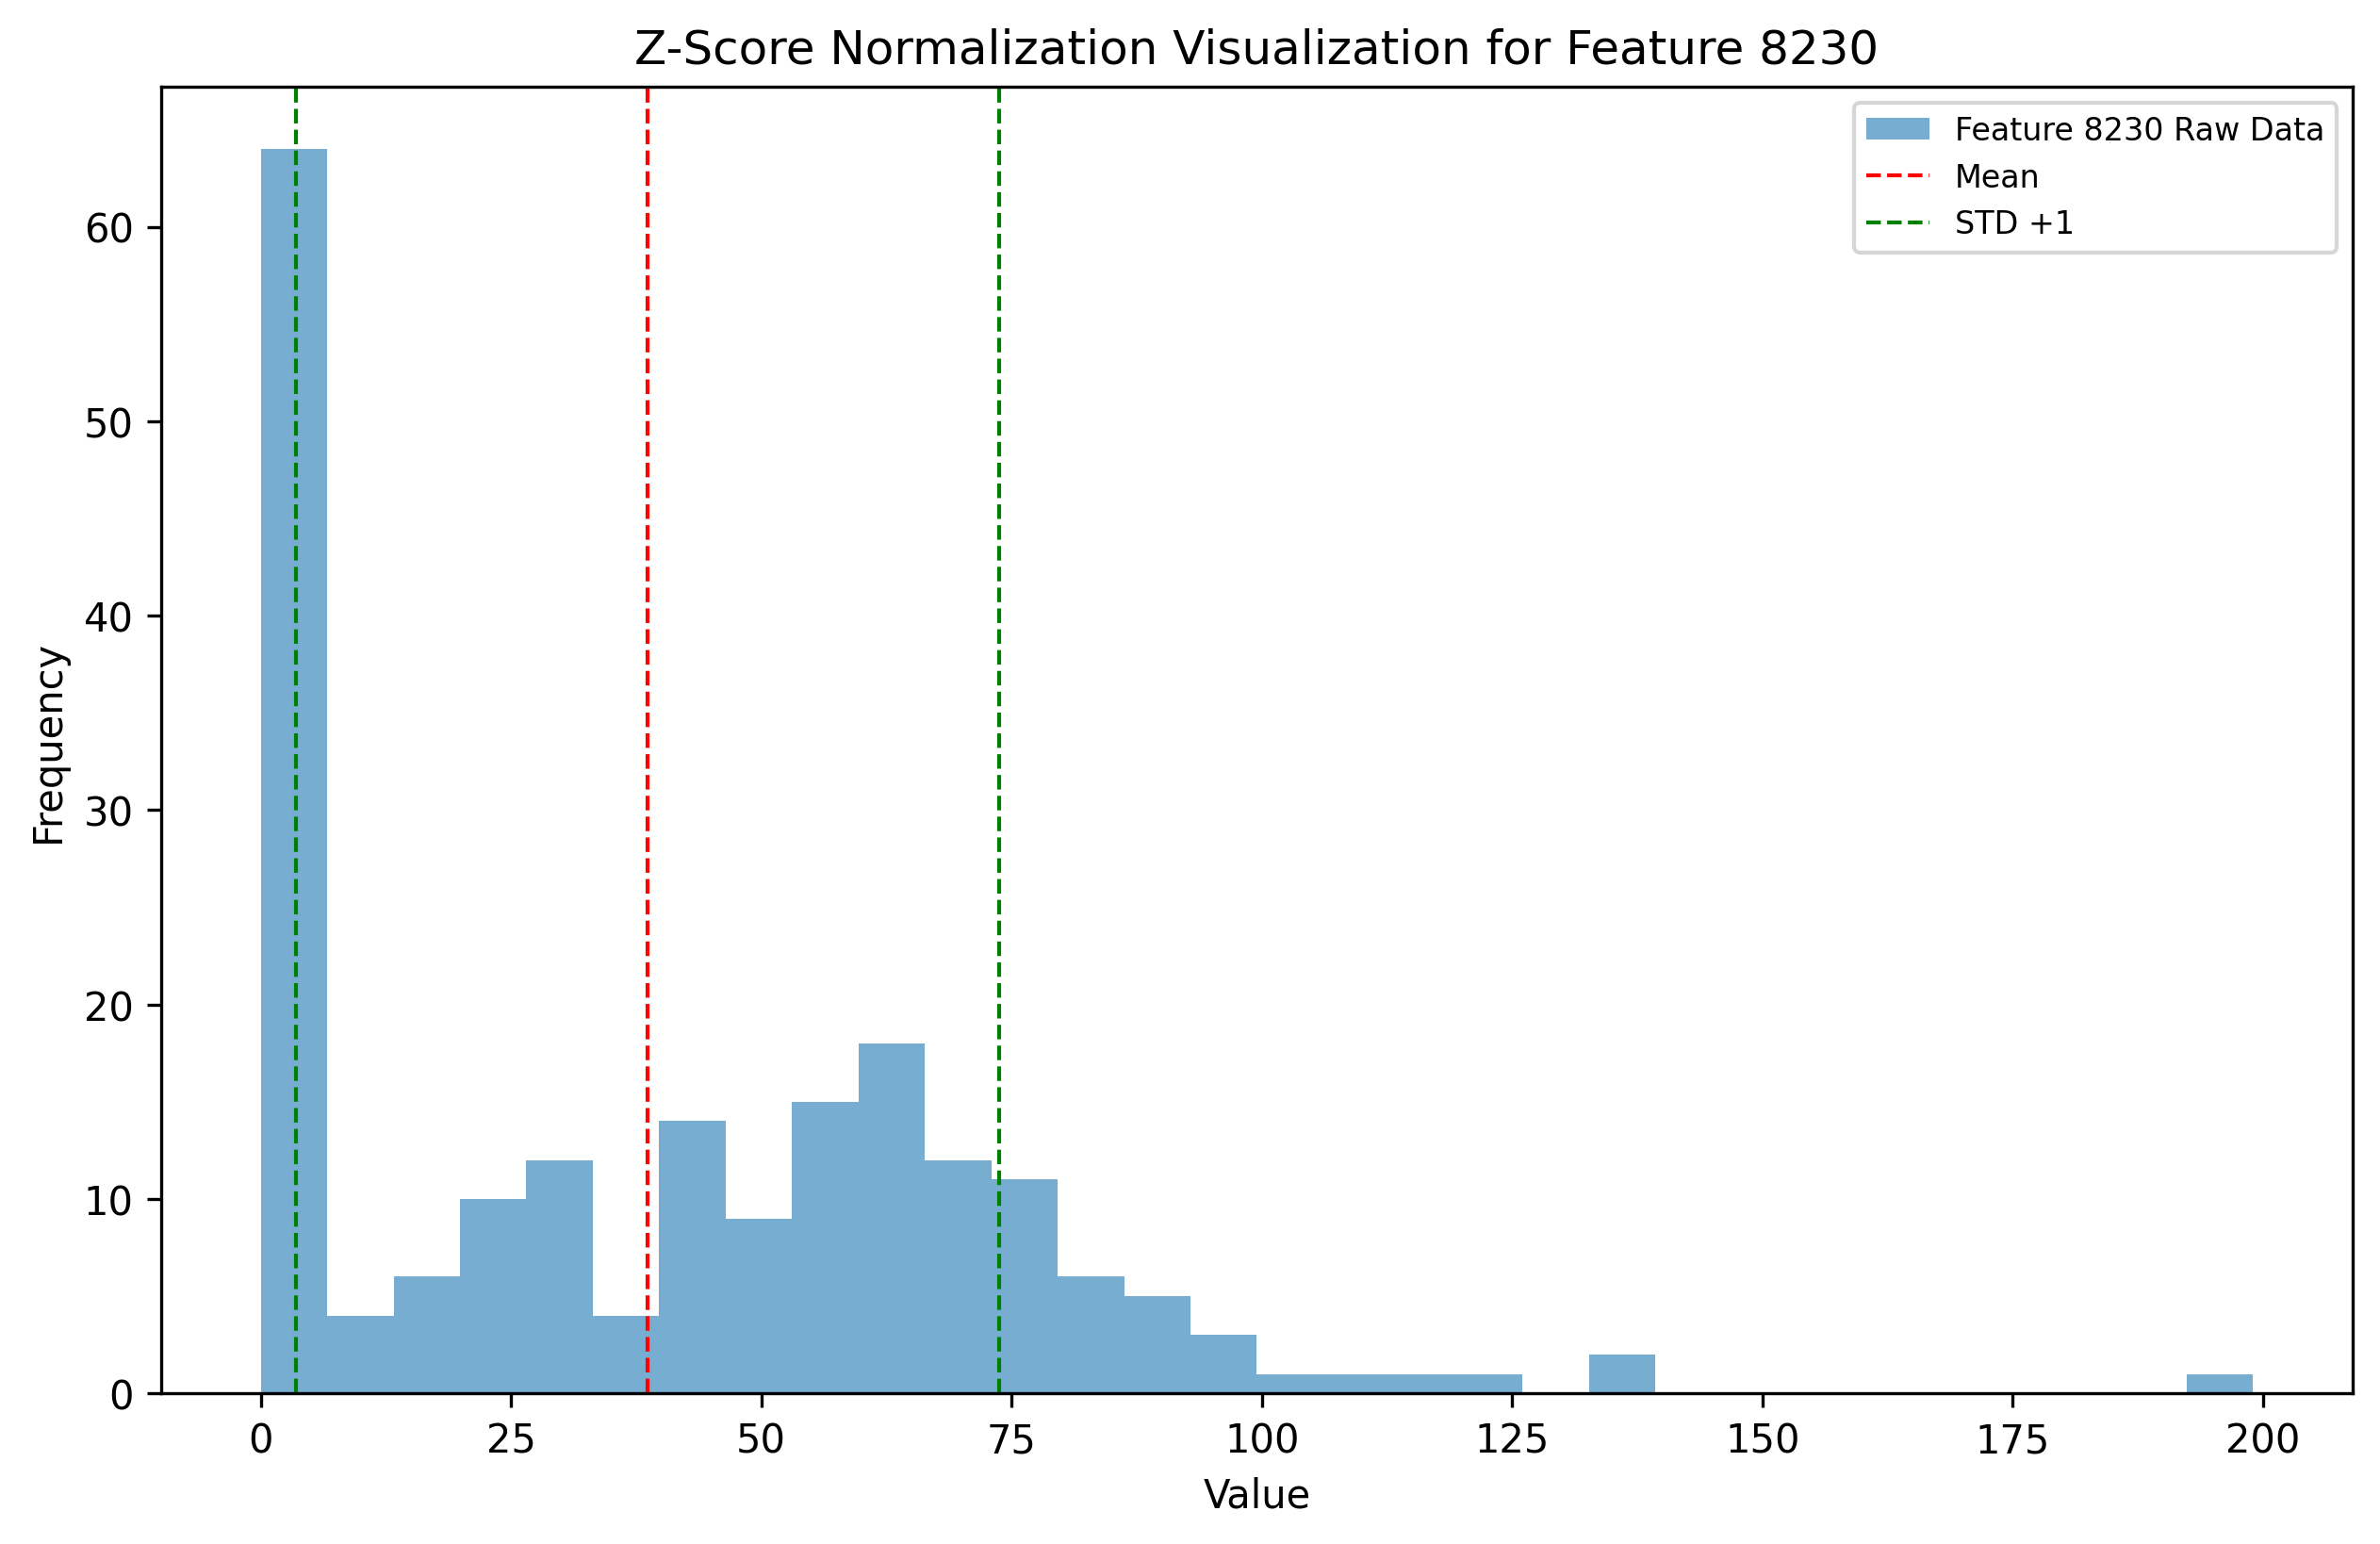 Z-Score Normalization Visualization for Feature 8230
Feature 8230 Raw Data
Mean
STD +1
Frequency
60
50
40
30
20
10
0
0 25 50 75 100 125 150 175 200
Value